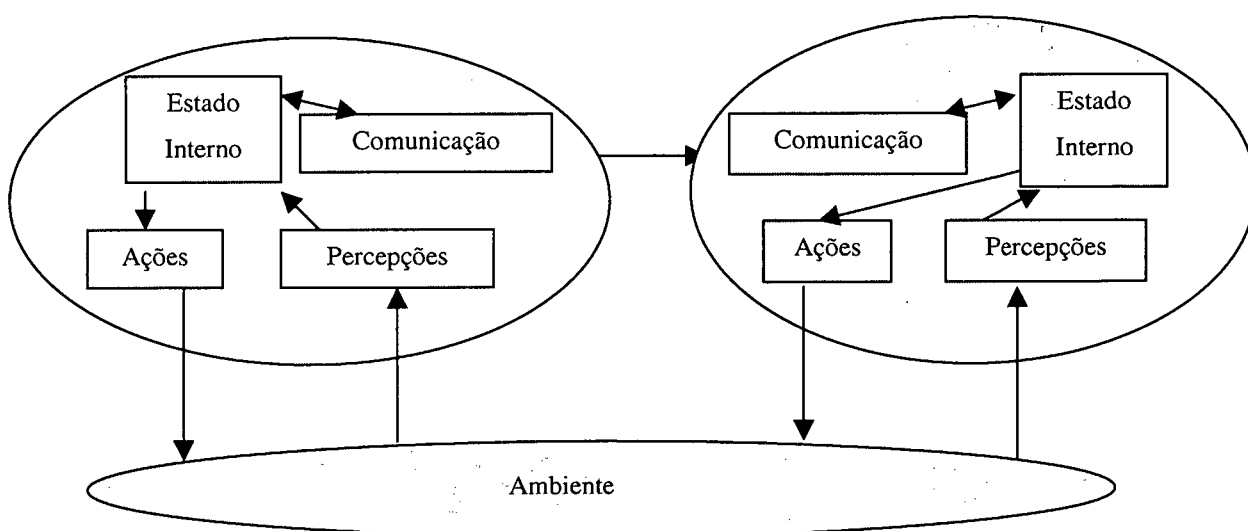 Estado
Interno
Comunicação
Ações
Percepções
Comunicação
Estado
Interno
Ações
Percepções
Ambiente